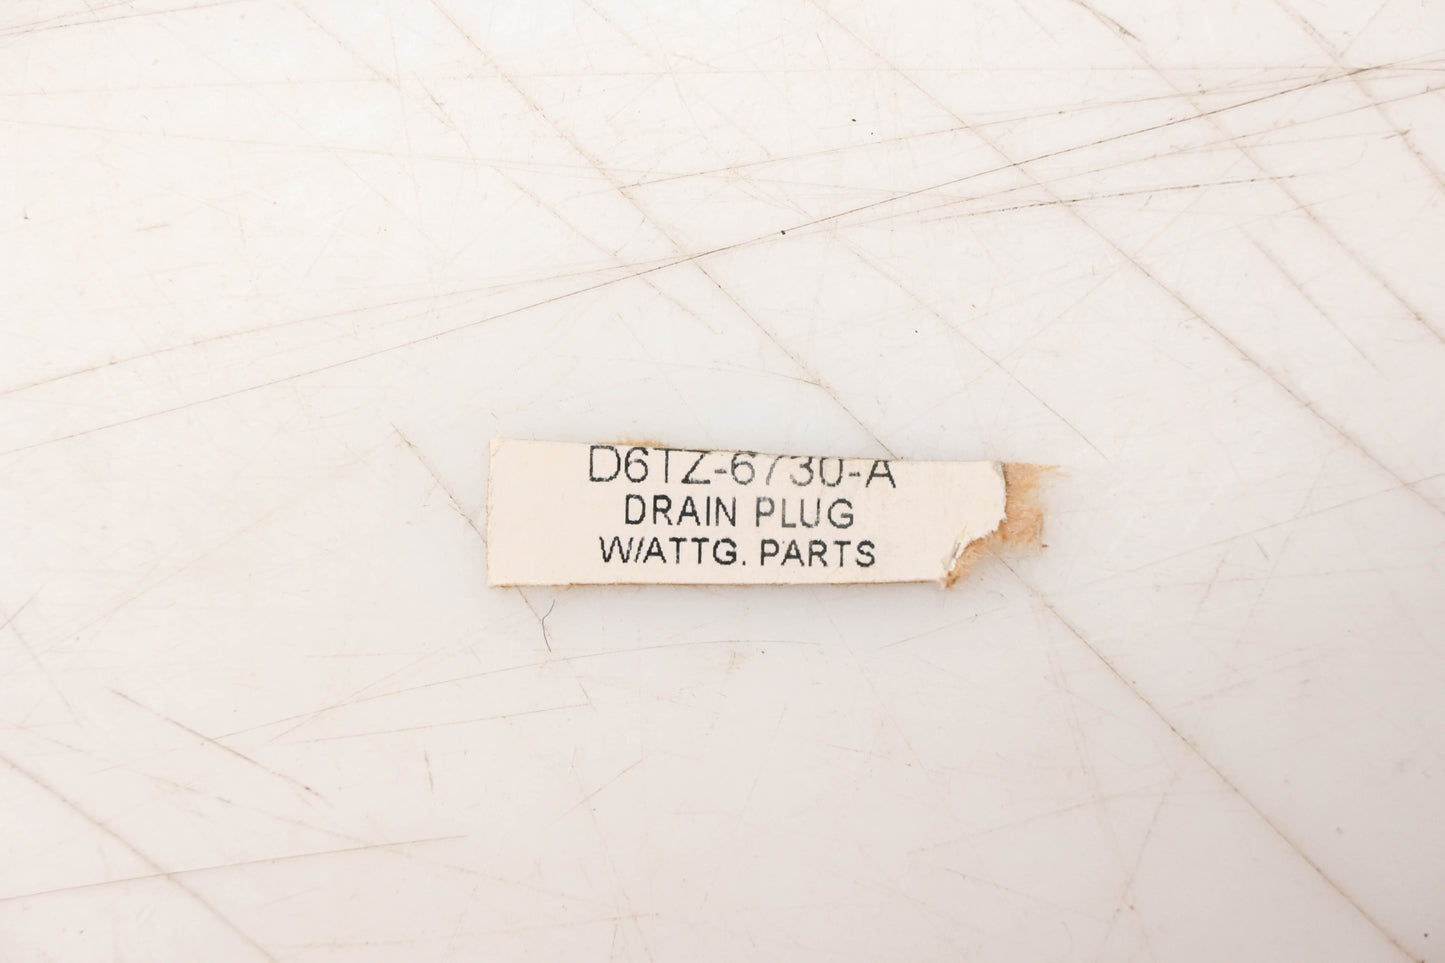 D6TZ-6730-A
DRAIN PLUG
W/ATTG. PARTS